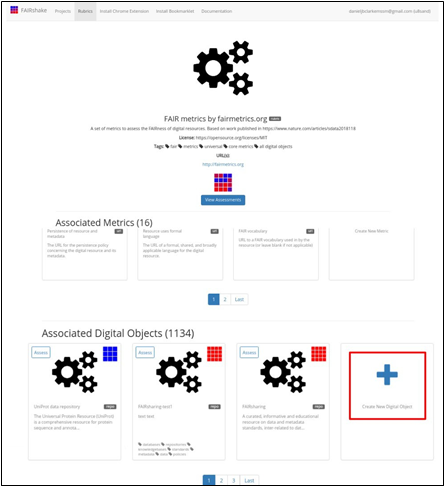 FAIRshake Projects Rubrics Install Chrome Extension Install Bookmarklet Documentation
FAIR metrics by fairmetrics.org
A set of metrics to assess the FAIRness of digital resources. Based on work published in https://www.nature.com/articles/sdata2018118
License: https://opensource.org/licenses/MIT
Tags: fair metrics universal core metrics all digital objects
URL(s)
http://fairmetrics.org
View Assessments
Associated Metrics (16)
Persistence of resource and
metadata
The URL for the persistence policy
concerning the digital resource and its
metadata.
Resource uses formal
language
The URL of a formal, shared, and broadly
applicable language for the digital
resource.
FAIR vocabulary
URL to a FAIR vocabulary used in by the
resource (or leave blank if not applicable)
Create New Metric
1 2 Last
Associated Digital Objects (1134)
Assess
UniProt data repository
The Universal Protein Resource (UniProt)
is a comprehensive resource for protein
sequence and annota...
Assess
FAIRsharing-test1
test text
databases repositories
knowledgebases standards
metadata data policies
Assess
FAIRsharing
A curated, informative and educational
resource on data and metadata
standards, inter-related to dat...
Create New Digital Object
1 2 3 Last